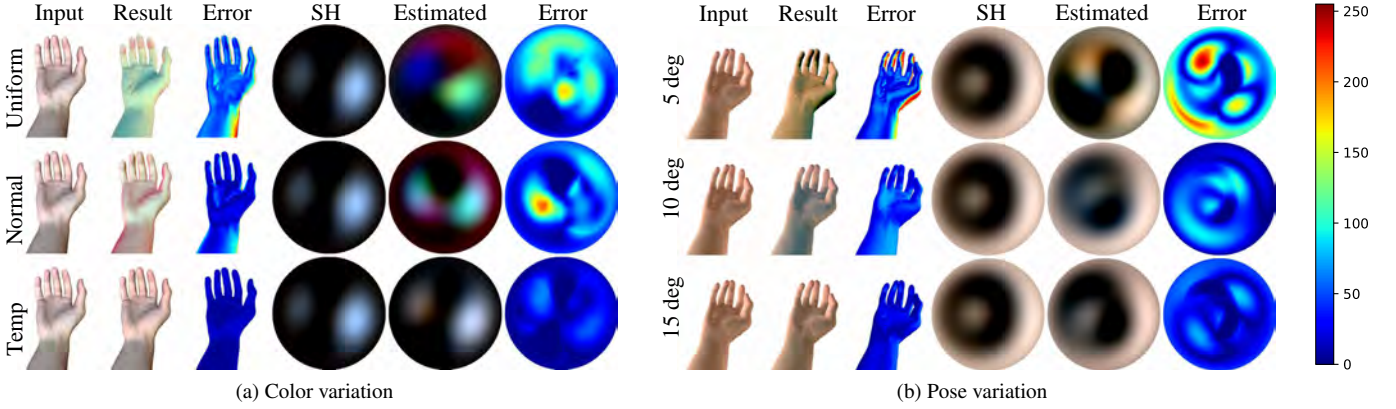 Input Result Error SH Estimated Error
Uniform
Normal
Temp
(a) Color variation
Input Result Error SH Estimated Error
5 deg
10 deg
15 deg
(b) Pose variation
250
200
150
100
50
0